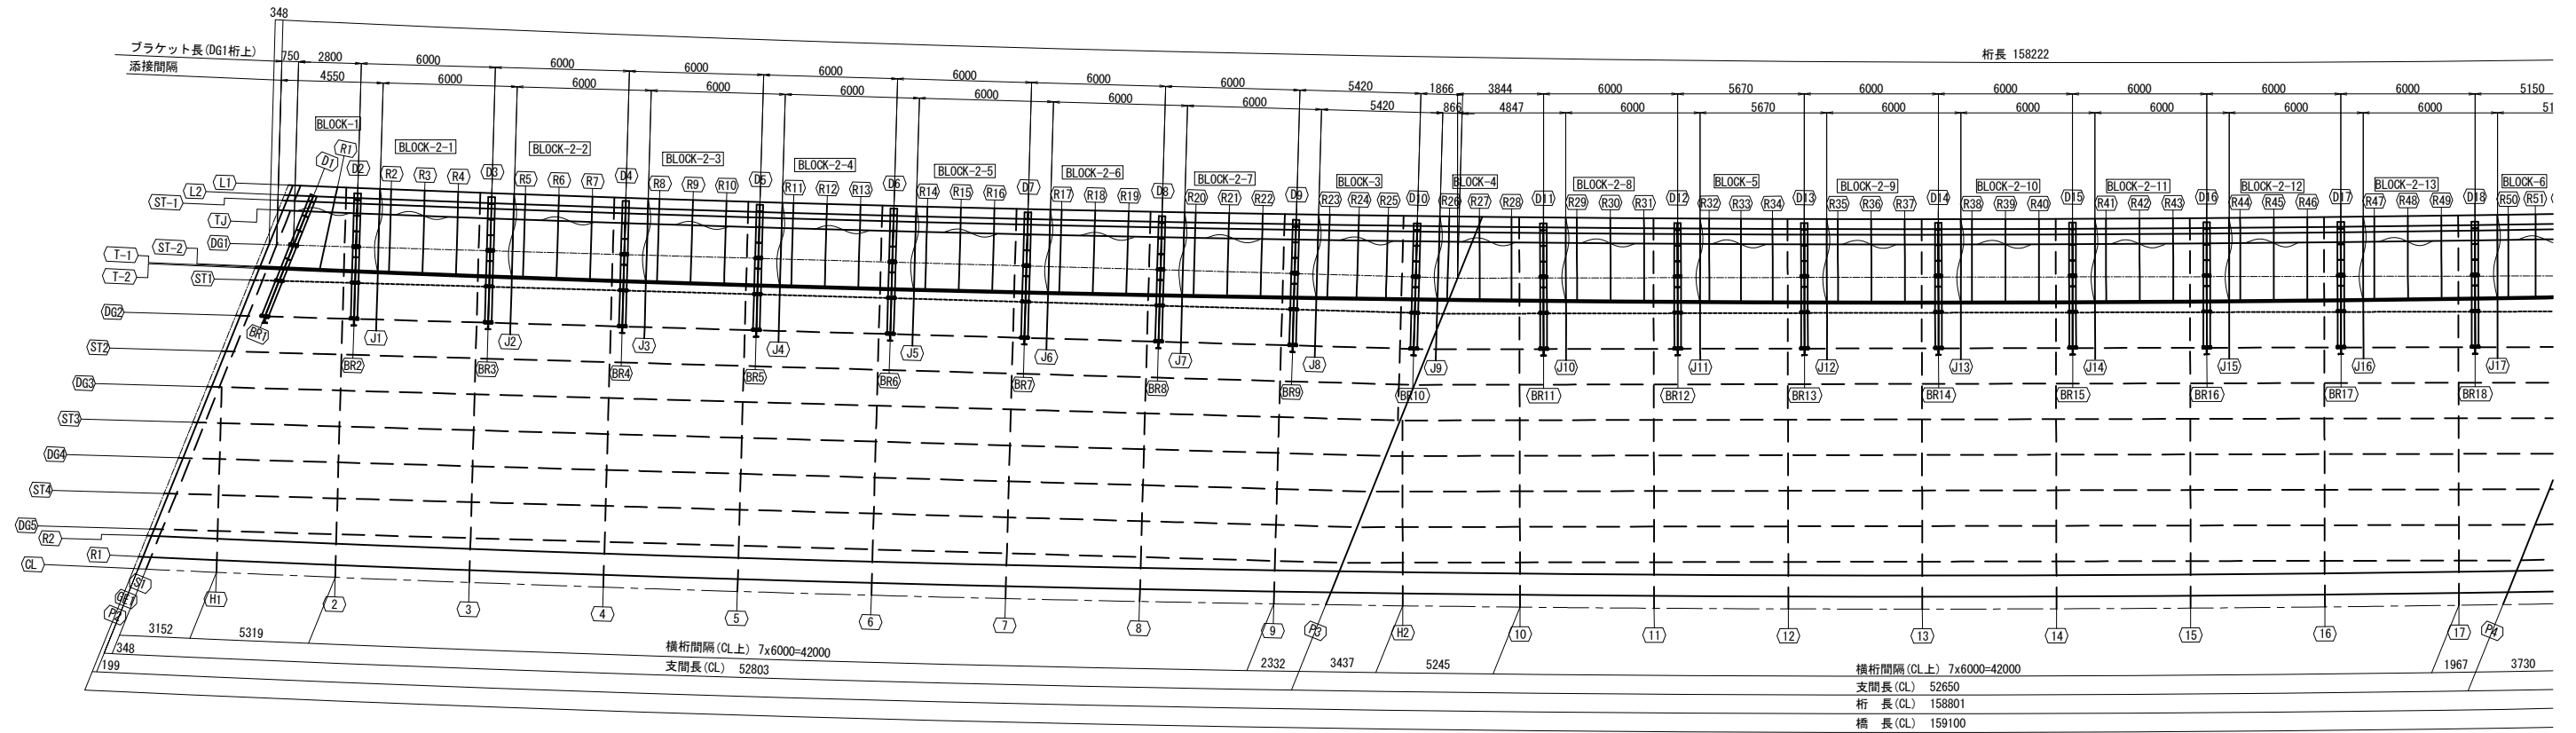 348
桁長 158222
ブラケット長(DG1桁上) 750 2800 6000 6000 6000 6000 6000 6000 6000 5420 1866 3844 6000 5670 6000 6000 6000 6000 6000 5150
添接間隔 4550 6000 6000 6000 6000 6000 6000 6000 5420 866 4847 6000 5670 6000 6000 6000 6000 6000
BLOCK-1 BLOCK-2-1 BLOCK-2-2 BLOCK-2-3 BLOCK-2-4 BLOCK-2-5 BLOCK-2-6 BLOCK-2-7 BLOCK-3 BLOCK-4 BLOCK-2-8 BLOCK-5 BLOCK-2-9 BLOCK-2-10 BLOCK-2-11 BLOCK-2-12 BLOCK-2-13 BLOCK-6
D1 R1 D2 R2 R3 R4 D3 R5 R6 R7 D4 R8 R9 R10 D5 R11 R12 R13 D6 R14 R15 R16 D7 R17 R18 R19 D8 R20 R21 R22 D9 R23 R24 R25 D10 R26 R27 R28 D11 R29 R30 R31 D12 R32 R33 R34 D13 R35 R36 R37 D14 R38 R39 R40 D15 R41 R42 R43 D16 R44 R45 R46 D17 R47 R48 R49 D18 R50 R51
L1
L2
ST-1
TJ
DG1
ST-2
T-1
T-2
ST1
DG2
BR1 J1 J2 J3 J4 J5 J6 J7 J8 J9 J10 J11 J12 J13 J14 J15 J16 J17
ST2
BR2 BR3 BR4 BR5 BR6 BR7 BR8 BR9 BR10 BR11 BR12 BR13 BR14 BR15 BR16 BR17 BR18
DG3
ST3
DG4
ST4
DG5
R2
R1
CL
S1
GE1
P2
H1 2 3 4 5 6 7 8 9 P3 H2 10 11 12 13 14 15 16 17 P4
3152 5319 横桁間隔(CL上) 7x6000=42000 2332 3437 5245 横桁間隔(CL上) 7x6000=42000 1967 3730
348 支間長(CL) 52803 支間長(CL) 52650
199 桁 長(CL) 158801
橋 長(CL) 159100